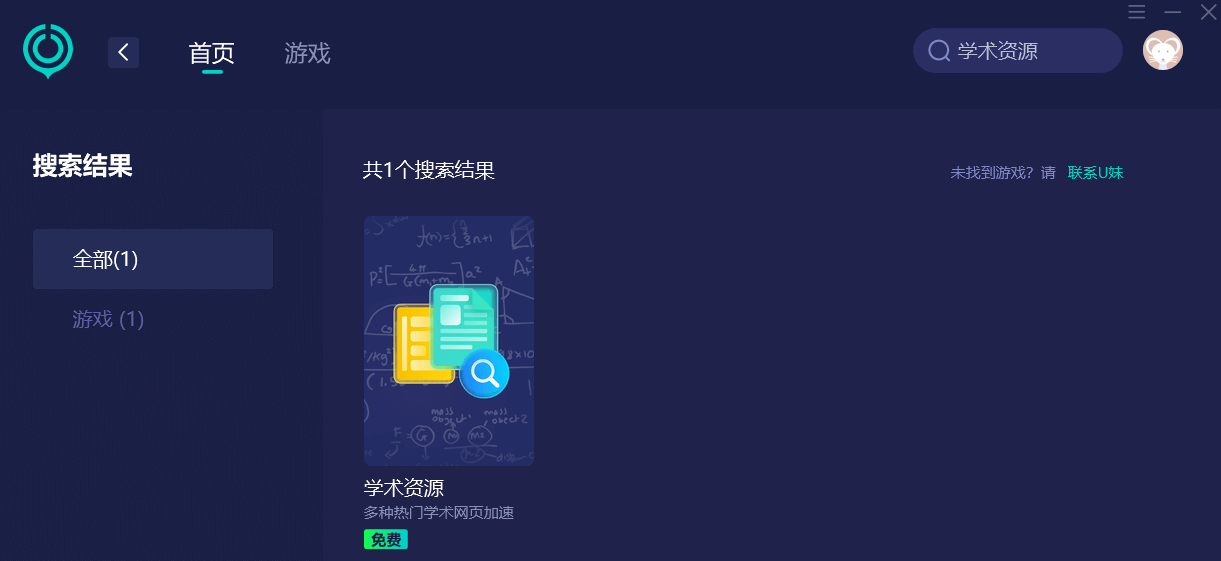 首页
游戏
学术资源
搜索结果
共1个搜索结果
未找到游戏? 请 联系U妹
全部(1)
游戏 (1)
学术资源
多种热门学术网页加速
免费